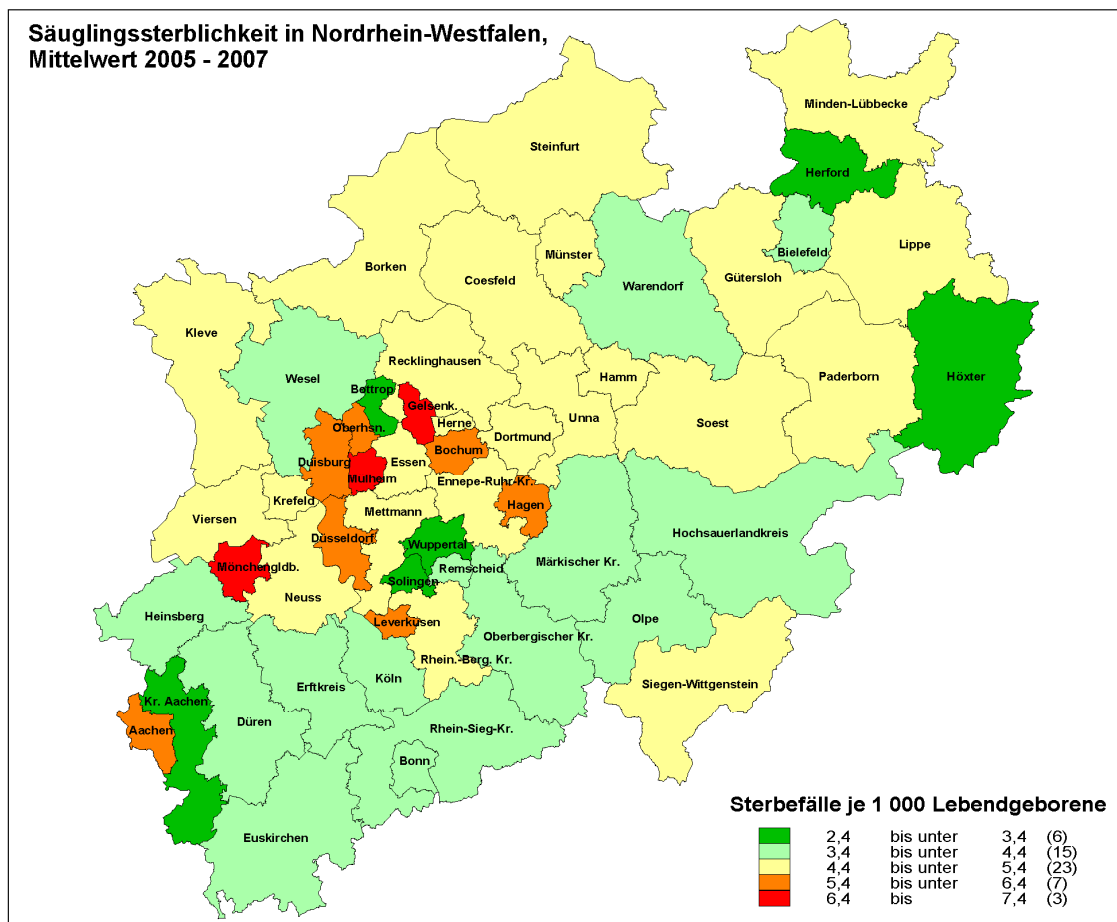 Säuglingssterblichkeit in Nordrhein-Westfalen,
Mittelwert 2005 - 2007
Minden-Lübbecke
Steinfurt
Herford
Lippe
Bielefeld
Münster
Borken
Coesfeld
Gütersloh
Warendorf
Kleve
Recklinghausen
Wesel
Hamm
Paderborn
Höxter
Bottrop
Gelsenk.
Unna
Herne
Soest
Oberhsn.
Dortmund
Bochum
Duisburg
Essen
Mülheim
Ennepe-Ruhr-Kr.
Krefeld
Hagen
Mettmann
Viersen
Hochsauerlandkreis
Düsseldorf
Wuppertal
Märkischer Kr.
Mönchengldb.
Remscheid
Solingen
Neuss
Heinsberg
Leverkusen
Olpe
Oberbergischer Kr.
Rhein.-Berg. Kr.
Köln
Erftkreis
Siegen-Wittgenstein
Kr. Aachen
Düren
Rhein-Sieg-Kr.
Aachen
Bonn
Euskirchen
Sterbefälle je 1 000 Lebendgeborene
2,4 bis unter 3,4 (6)
3,4 bis unter 4,4 (15)
4,4 bis unter 5,4 (23)
5,4 bis unter 6,4 (7)
6,4 bis 7,4 (3)